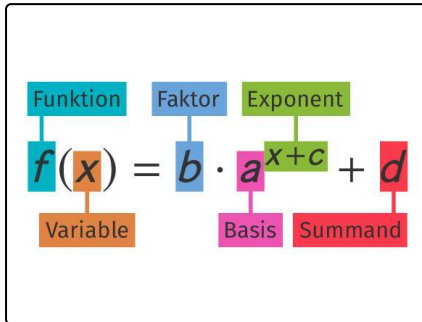 Funktion Faktor Exponent
f(x) = b · a^{x+c} + d
Variable Basis Summand